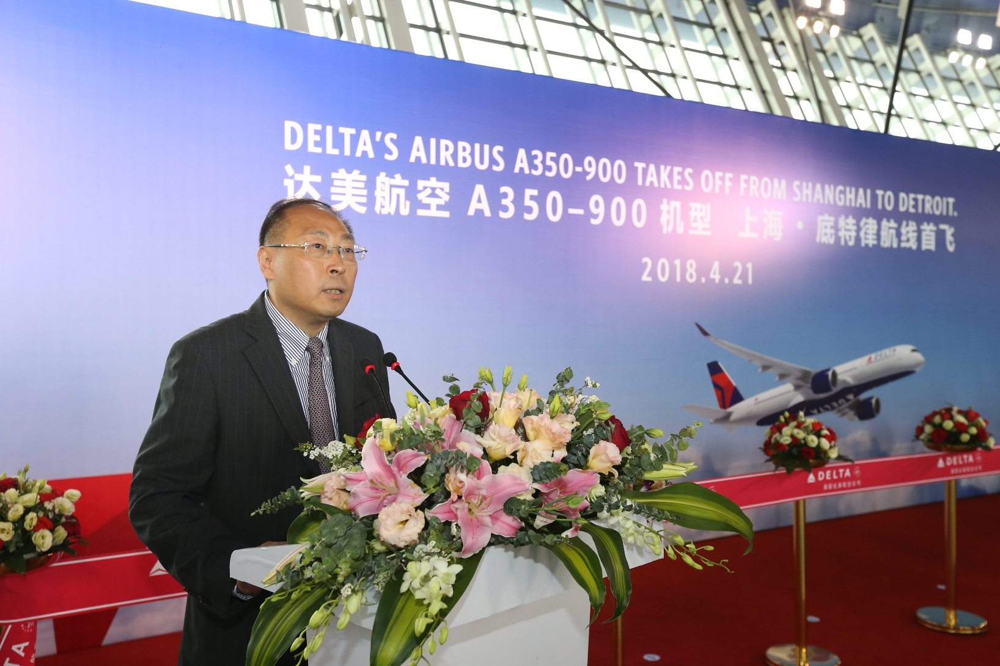 DELTA'S AIRBUS A350-900 TAKES OFF FROM SHANGHAI TO DETROIT.
达美航空 A350-900 机型 上海·底特律航线首飞
2018.4.21
DELTA
DELTA
DELTA